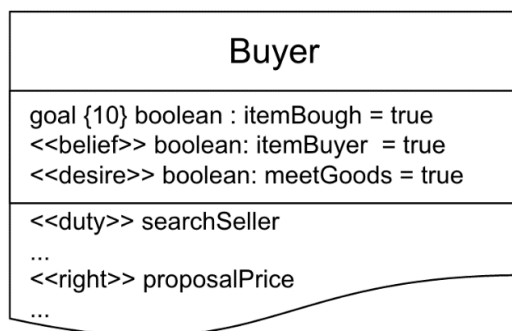 Buyer
goal {10} boolean : itemBough = true
<<belief>> boolean: itemBuyer = true
<<desire>> boolean: meetGoods = true
<<duty>> searchSeller
...
<<right>> proposalPrice
...